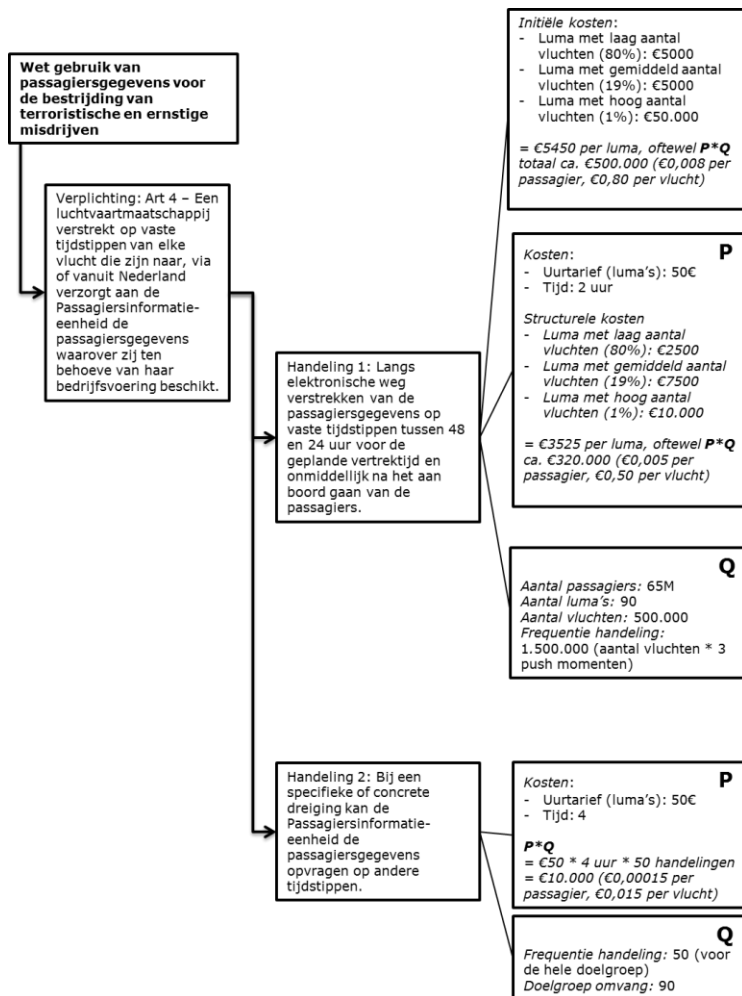 Wet gebruik van
passagiersgegevens voor
de bestrijding van
terroristische en ernstige
misdrijven
Verplichting: Art 4 – Een
luchtvaartmaatschappij
verstrekt op vaste
tijdstippen van elke
vlucht die zijn naar, via
of vanuit Nederland
verzorgt aan de
Passagiersinformatie-
eenheid de
passagiersgegevens
waarover zij ten
behoeve van haar
bedrijfsvoering beschikt.
Handeling 1: Langs
elektronische weg
verstrekken van de
passagiersgegevens op
vaste tijdstippen tussen 48
en 24 uur voor de
geplande vertrektijd en
onmiddellijk na het aan
boord gaan van de
passagiers.
Initiële kosten:
- Luma met laag aantal
vluchten (80%): €5000
- Luma met gemiddeld aantal
vluchten (19%): €5000
- Luma met hoog aantal
vluchten (1%): €50.000
= €5450 per luma, oftewel P*Q
totaal ca. €500.000 (€0,008 per
passagier, €0,80 per vlucht)
P
Kosten:
- Uurtarief (luma's): 50€
- Tijd: 2 uur
Structurele kosten
- Luma met laag aantal
vluchten (80%): €2500
- Luma met gemiddeld aantal
vluchten (19%): €7500
- Luma met hoog aantal
vluchten (1%): €10.000
= €3525 per luma, oftewel P*Q
ca. €320.000 (€0,005 per
passagier, €0,50 per vlucht)
Q
Aantal passagiers: 65M
Aantal luma's: 90
Aantal vluchten: 500.000
Frequentie handeling:
1.500.000 (aantal vluchten * 3
push momenten)
Handeling 2: Bij een
specifieke of concrete
dreiging kan de
Passagiersinformatie-
eenheid de
passagiersgegevens
opvragen op andere
tijdstippen.
P
Kosten:
- Uurtarief (luma's): 50€
- Tijd: 4
P*Q
= €50 * 4 uur * 50 handelingen
= €10.000 (€0,00015 per
passagier, €0,015 per vlucht)
Q
Frequentie handeling: 50 (voor
de hele doelgroep)
Doelgroep omvang: 90